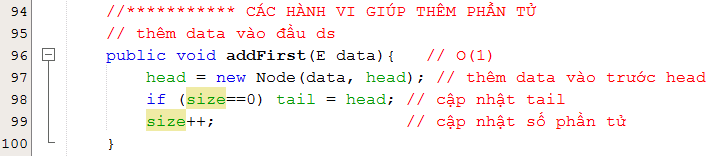 94 //*********** CÁC HÀNH VI GIÚP THÊM PHẦN TỬ
95 // thêm data vào đầu ds
96 public void addFirst(E data){ // O(1)
97 head = new Node(data, head); // thêm data vào trước head
98 if (size==0) tail = head; // cập nhật tail
99 size++; // cập nhật số phần tử
100 }